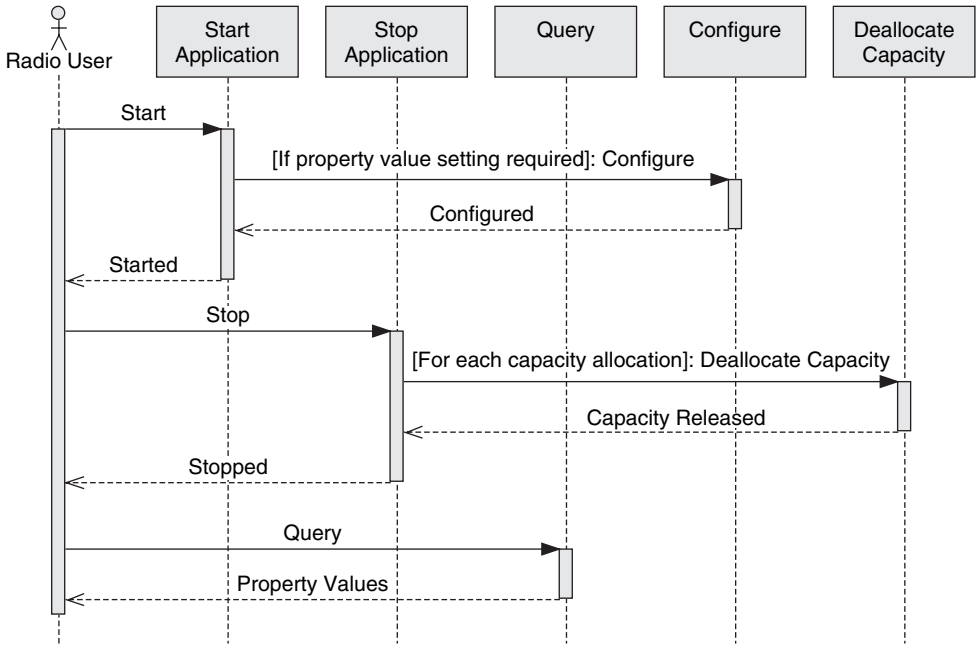 Radio User
Start
Application
Stop
Application
Query
Configure
Deallocate
Capacity
Start
[If property value setting required]: Configure
Configured
Started
Stop
[For each capacity allocation]: Deallocate Capacity
Capacity Released
Stopped
Query
Property Values